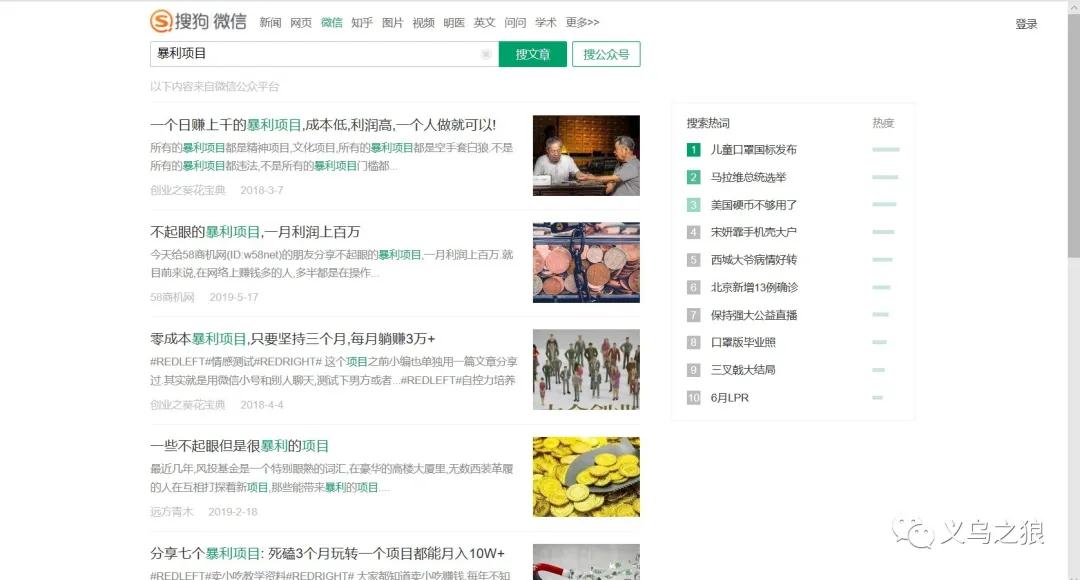 搜狗 微信
新闻 网页 微信 知乎 图片 视频 明医 英文 问问 学术 更多>>
登录
暴利项目
搜文章
搜公众号
以下内容来自微信公众平台
一个日赚上千的暴利项目,成本低,利润高,一个人做就可以!
所有的暴利项目都是精神项目,文化项目,所有的暴利项目都是空手套白狼.不是
所有的暴利项目都违法,不是所有的暴利项目门槛都...
创业之葵花宝典 2018-3-7
不起眼的暴利项目,一月利润上百万
今天给58商机网(ID:w58net)的朋友分享不起眼的暴利项目,一月利润上百万.就
目前来说,在网络上赚钱多的人,多半都是在操作...
58商机网 2019-5-17
零成本暴利项目,只要坚持三个月,每月躺赚3万+
#REDLEFT#情感测试#REDRIGHT# 这个项目之前小编也单独用一篇文章分享
过.其实就是用微信小号和别人聊天,测试下男方或者...#REDLEFT#自控力培养
创业之葵花宝典 2018-4-4
一些不起眼但是很暴利的项目
最近几年,风投基金是一个特别眼熟的词汇,在豪华的高楼大厦里,无数西装革履
的人在互相打探着新项目,那些能带来暴利的项目....
远方青木 2019-2-18
分享七个暴利项目: 死磕3个月玩转一个项目都能月入10W+
#REDLEFT#卖小吃教学资料#REDRIGHT# 大家都知道卖小吃赚钱,每年不知
搜索热词 热度
1 儿童口罩国标发布
2 马拉维总统选举
3 美国硬币不够用了
4 宋妍霏手机壳大户
5 西城大爷病情好转
6 北京新增13例确诊
7 保持强大公益直播
8 口罩版毕业照
9 三叉戟大结局
10 6月LPR
义乌之狼